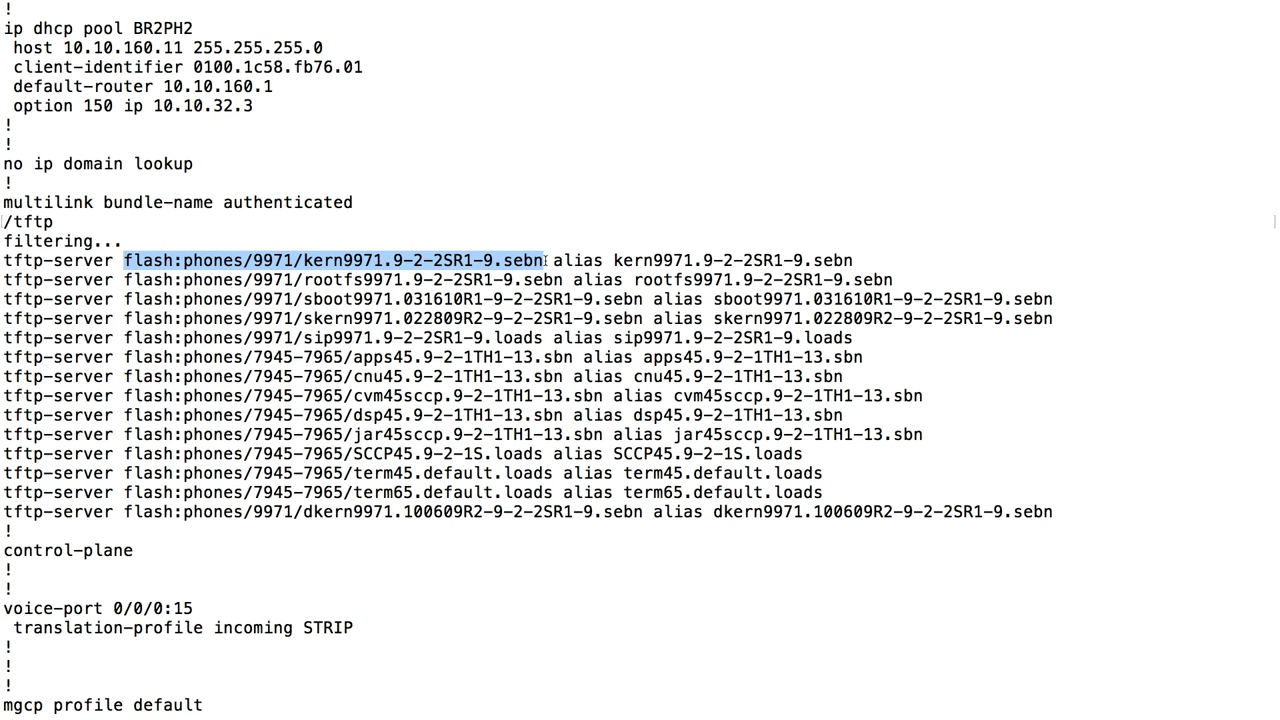 !
ip dhcp pool BR2PH2
 host 10.10.160.11 255.255.255.0
 client-identifier 0100.1c58.fb76.01
 default-router 10.10.160.1
 option 150 ip 10.10.32.3
!
!
no ip domain lookup
!
multilink bundle-name authenticated
/tftp
filtering...
tftp-server flash:phones/9971/kern9971.9-2-2SR1-9.sebn alias kern9971.9-2-2SR1-9.sebn
tftp-server flash:phones/9971/rootfs9971.9-2-2SR1-9.sebn alias rootfs9971.9-2-2SR1-9.sebn
tftp-server flash:phones/9971/sboot9971.031610R1-9-2-2SR1-9.sebn alias sboot9971.031610R1-9-2-2SR1-9.sebn
tftp-server flash:phones/9971/skern9971.022809R2-9-2-2SR1-9.sebn alias skern9971.022809R2-9-2-2SR1-9.sebn
tftp-server flash:phones/9971/sip9971.9-2-2SR1-9.loads alias sip9971.9-2-2SR1-9.loads
tftp-server flash:phones/7945-7965/apps45.9-2-1TH1-13.sbn alias apps45.9-2-1TH1-13.sbn
tftp-server flash:phones/7945-7965/cnu45.9-2-1TH1-13.sbn alias cnu45.9-2-1TH1-13.sbn
tftp-server flash:phones/7945-7965/cvm45sccp.9-2-1TH1-13.sbn alias cvm45sccp.9-2-1TH1-13.sbn
tftp-server flash:phones/7945-7965/dsp45.9-2-1TH1-13.sbn alias dsp45.9-2-1TH1-13.sbn
tftp-server flash:phones/7945-7965/jar45sccp.9-2-1TH1-13.sbn alias jar45sccp.9-2-1TH1-13.sbn
tftp-server flash:phones/7945-7965/SCCP45.9-2-1S.loads alias SCCP45.9-2-1S.loads
tftp-server flash:phones/7945-7965/term45.default.loads alias term45.default.loads
tftp-server flash:phones/7945-7965/term65.default.loads alias term65.default.loads
tftp-server flash:phones/9971/dkern9971.100609R2-9-2-2SR1-9.sebn alias dkern9971.100609R2-9-2-2SR1-9.sebn
!
control-plane
!
!
voice-port 0/0/0:15
 translation-profile incoming STRIP
!
!
!
mgcp profile default